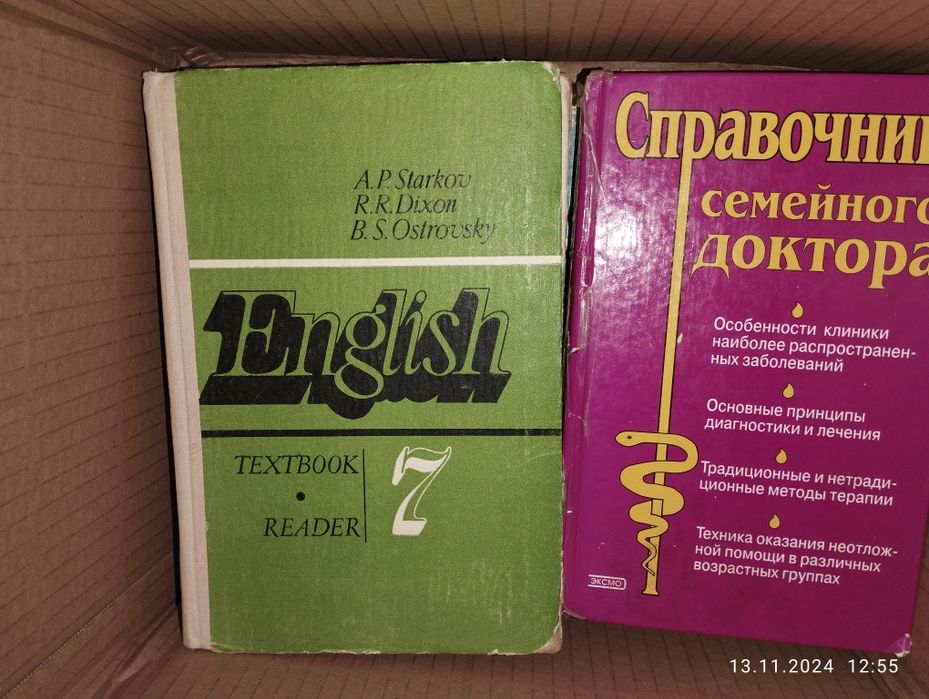 A.P. Starkov
R.R. Dixon
B.S. Ostrovsky
English
TEXTBOOK
•
READER
7
Справочник
семейного
доктора
Особенности клиники
наиболее распространен-
ных заболеваний
Основные принципы
диагностики и лечения
Традиционные и нетради-
ционные методы терапии
Техника оказания неотлож-
ной помощи в различных
возрастных группах
ЭКСМО
13.11.2024 12:55